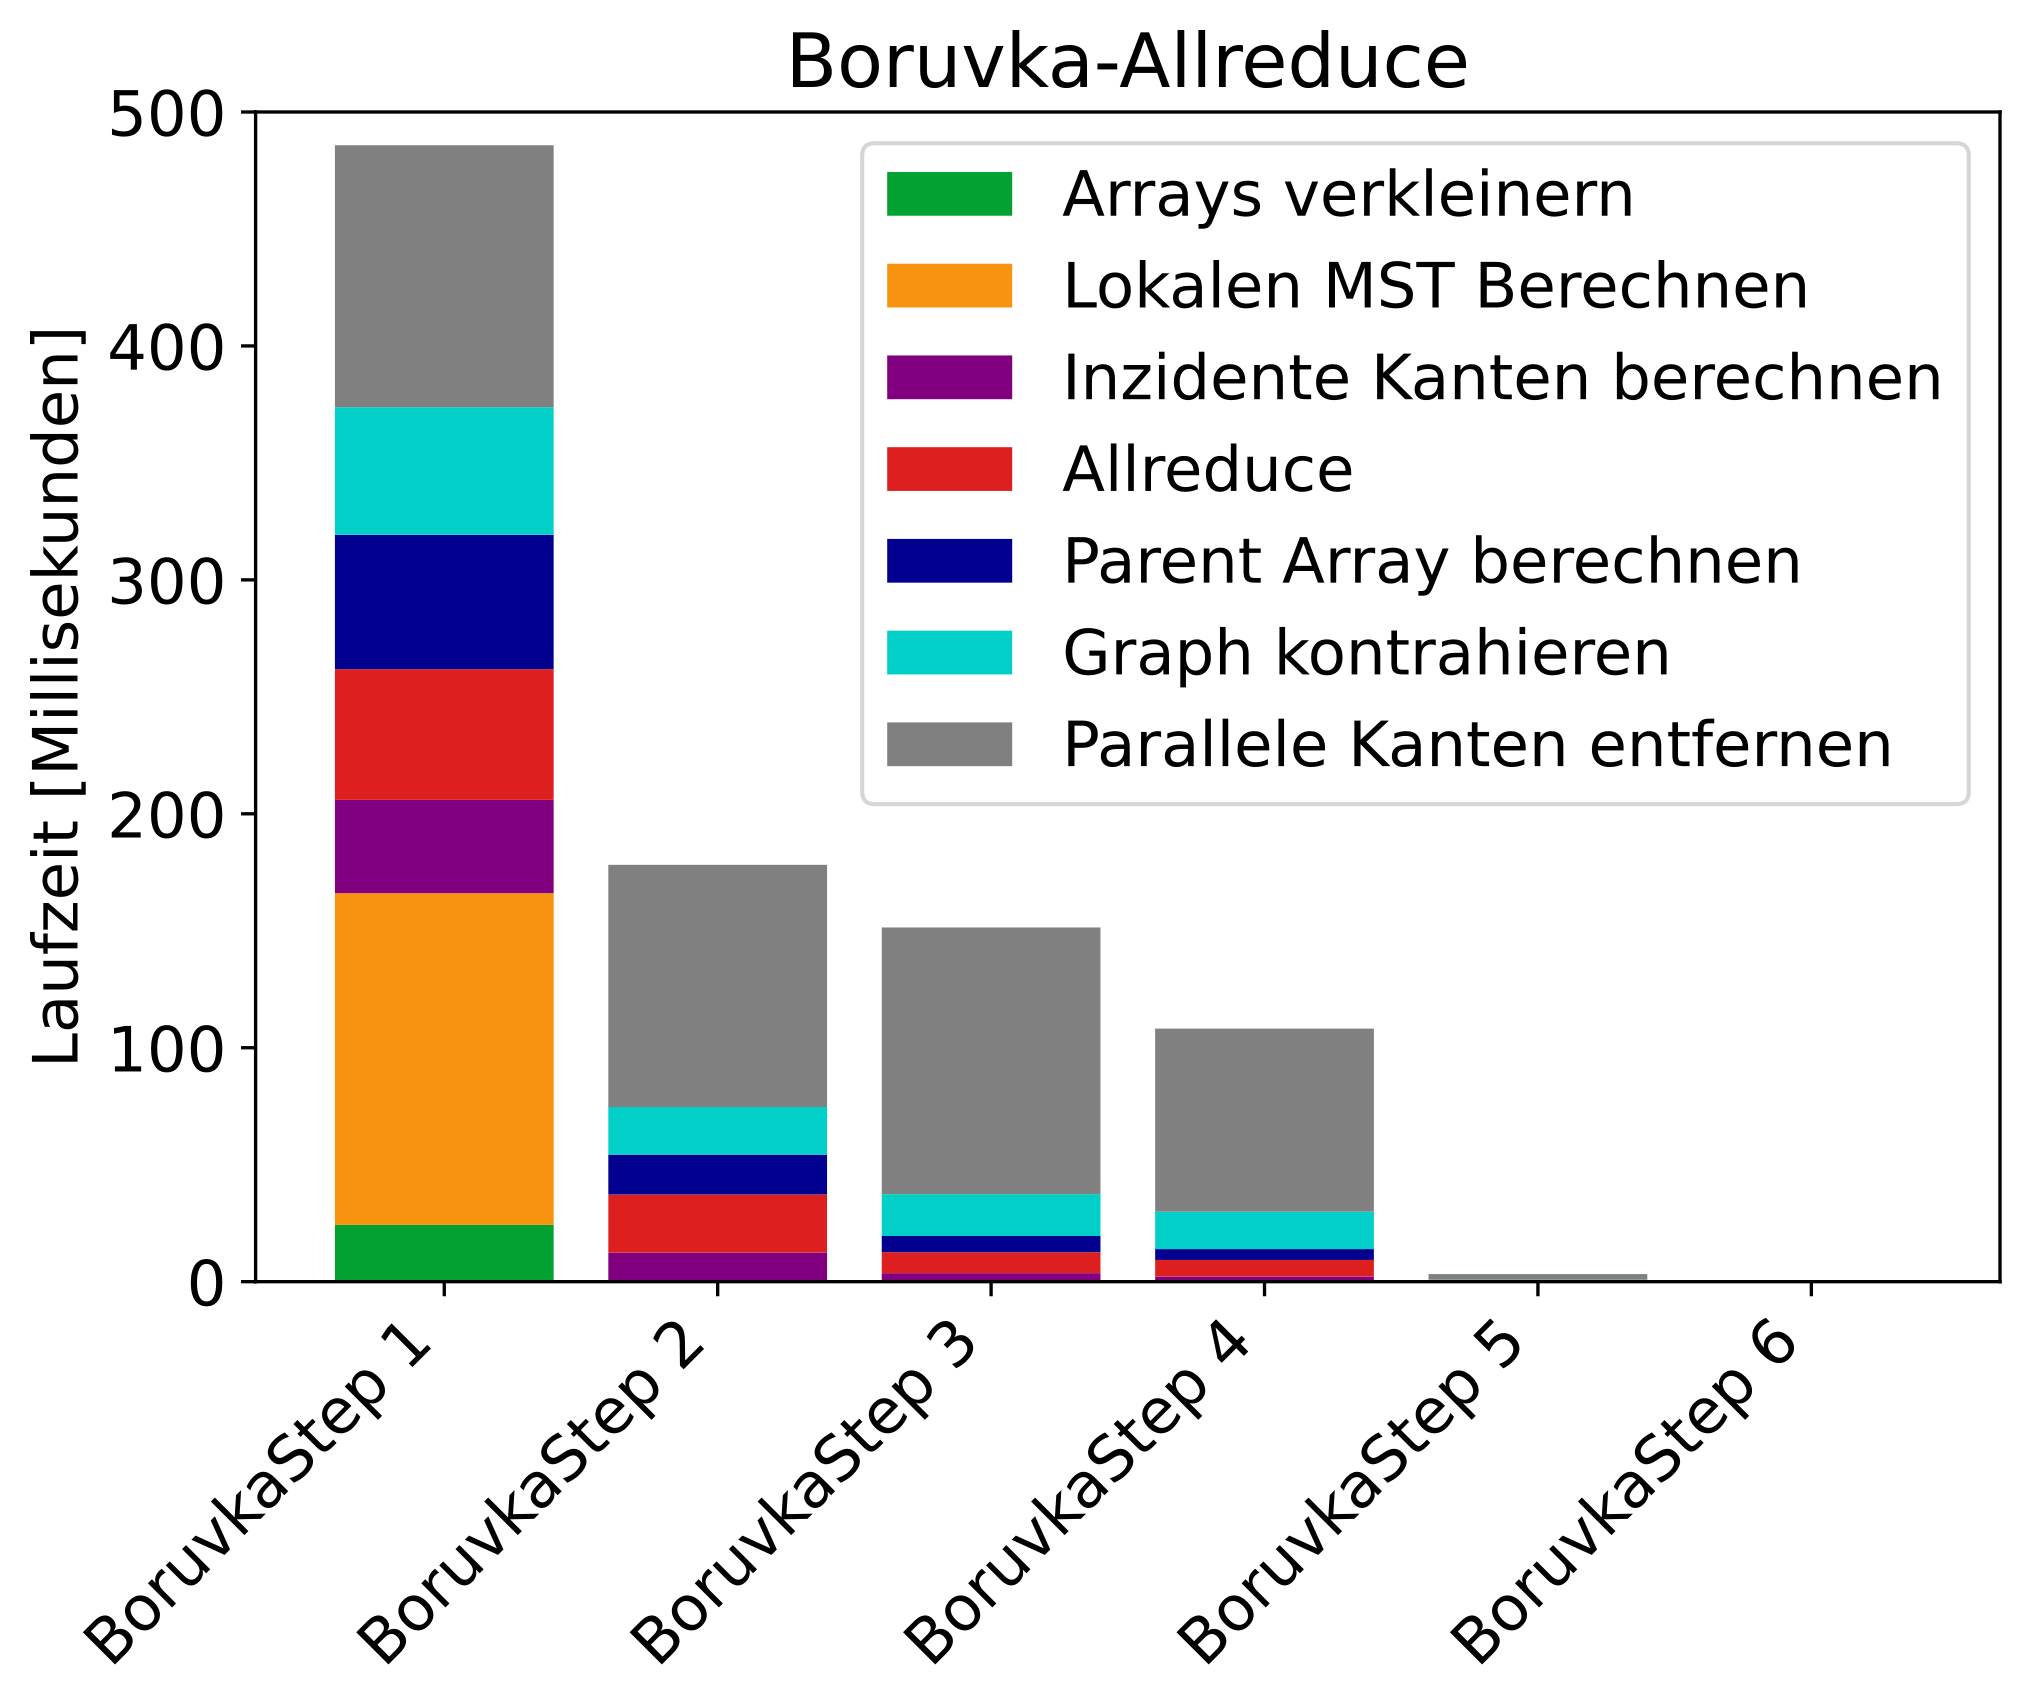 Boruvka-Allreduce
Laufzeit [Millisekunden]
500
400
300
200
100
0
Arrays verkleinern
Lokalen MST Berechnen
Inzidente Kanten berechnen
Allreduce
Parent Array berechnen
Graph kontrahieren
Parallele Kanten entfernen
BoruvkaStep 1
BoruvkaStep 2
BoruvkaStep 3
BoruvkaStep 4
BoruvkaStep 5
BoruvkaStep 6